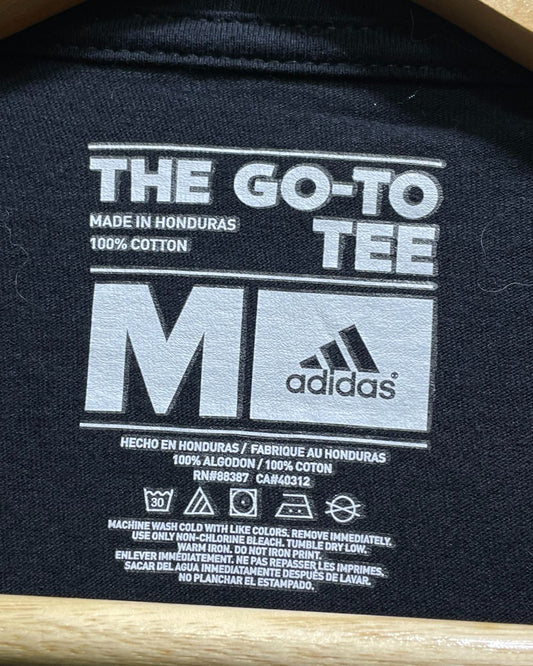 THE GO-TO
MADE IN HONDURAS
TEE
100% COTTON
M
adidas®
HECHO EN HONDURAS / FABRIQUE AU HONDURAS
100% ALGODON / 100% COTON
RN#88387 CA#40312
30
MACHINE WASH COLD WITH LIKE COLORS. REMOVE IMMEDIATELY.
USE ONLY NON-CHLORINE BLEACH. TUMBLE DRY LOW.
WARM IRON. DO NOT IRON PRINT.
ENLEVER IMMÉDIATEMENT. NE PAS REPASSER LES IMPRIMES.
SACAR DEL AGUA INMEDIATAMENTE DESPUÉS DE LAVAR.
NO PLANCHAR EL ESTAMPADO.